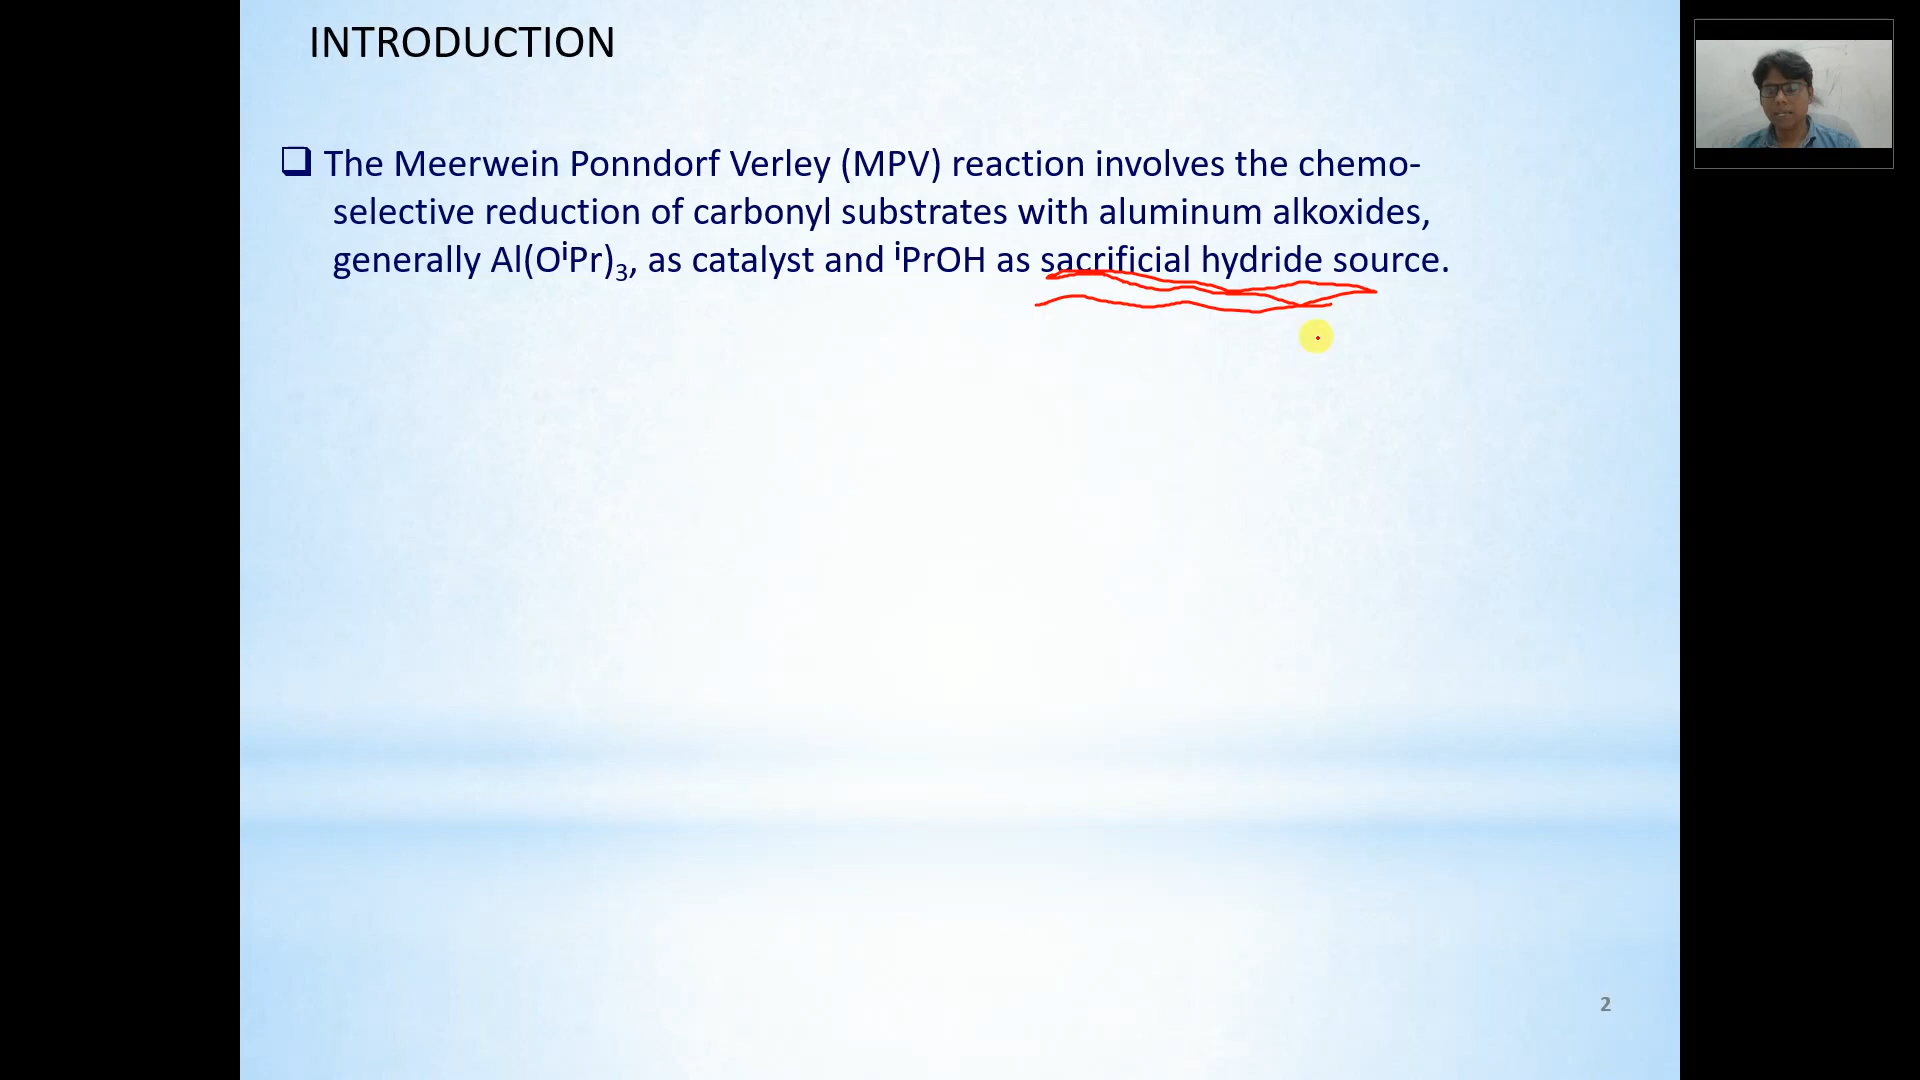 INTRODUCTION
❑ The Meerwein Ponndorf Verley (MPV) reaction involves the chemo-
selective reduction of carbonyl substrates with aluminum alkoxides,
generally Al(OⁱPr)₃, as catalyst and ⁱPrOH as sacrificial hydride source.
2